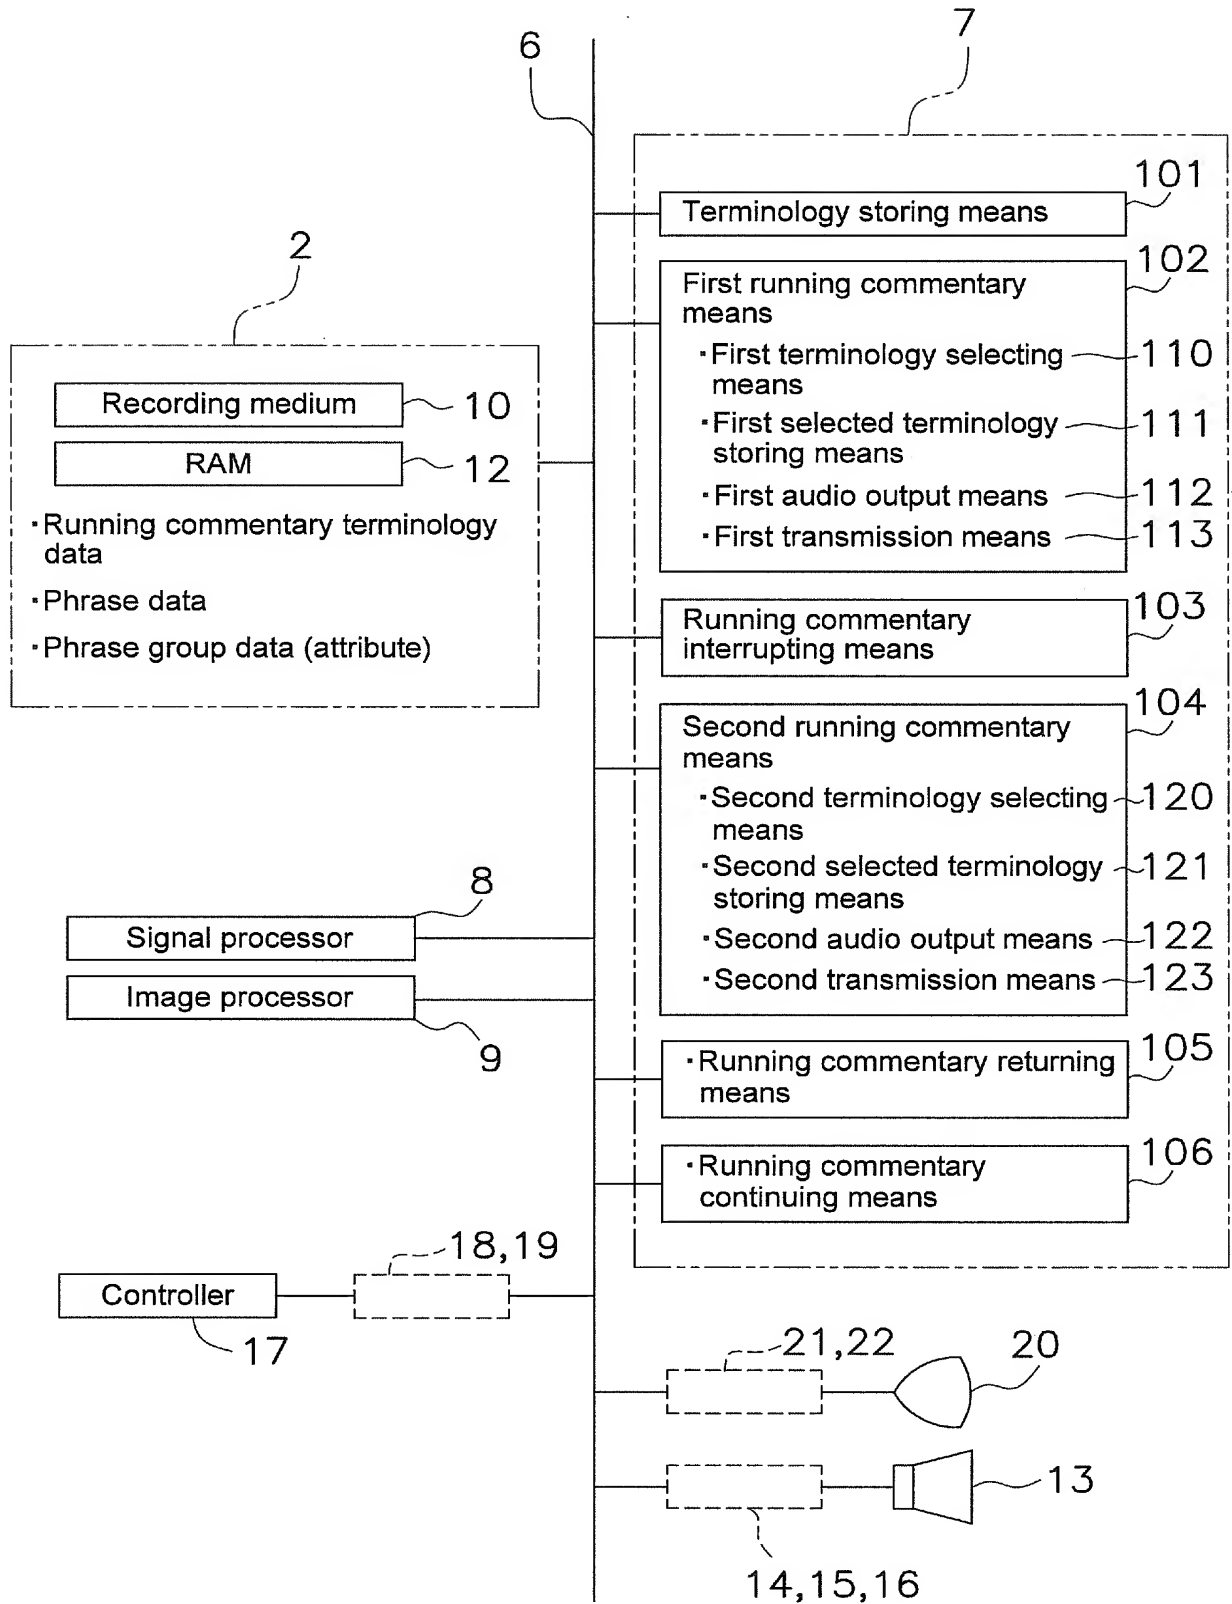 6
7
Terminology storing means
101
First running commentary
means
102
·First terminology selecting
means
110
·First selected terminology
storing means
111
·First audio output means
112
·First transmission means
113
2
Recording medium
10
RAM
12
·Running commentary terminology
data
·Phrase data
·Phrase group data (attribute)
Running commentary
interrupting means
103
Second running commentary
means
104
·Second terminology selecting
means
120
·Second selected terminology
storing means
121
·Second audio output means
122
·Second transmission means
123
8
Signal processor
Image processor
9
·Running commentary returning
means
105
·Running commentary
continuing means
106
Controller
17
18,19
21,22
20
13
14,15,16